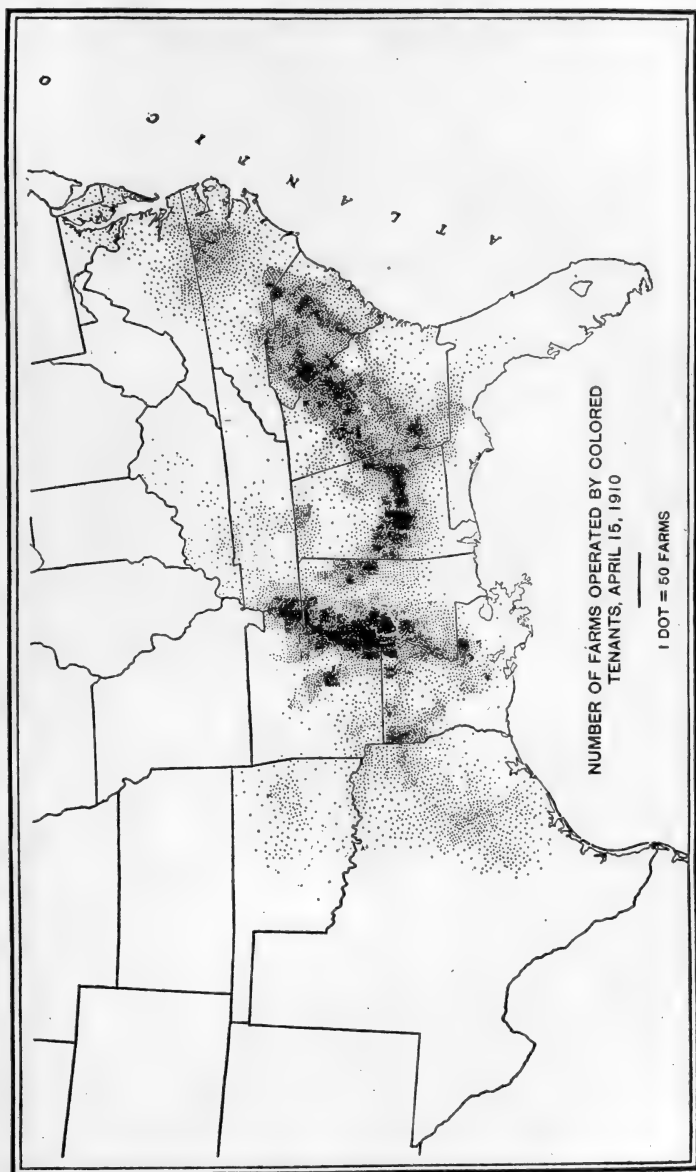 ATLANTIC O
NUMBER OF FARMS OPERATED BY COLORED
TENANTS, APRIL 15, 1910
1 DOT = 50 FARMS